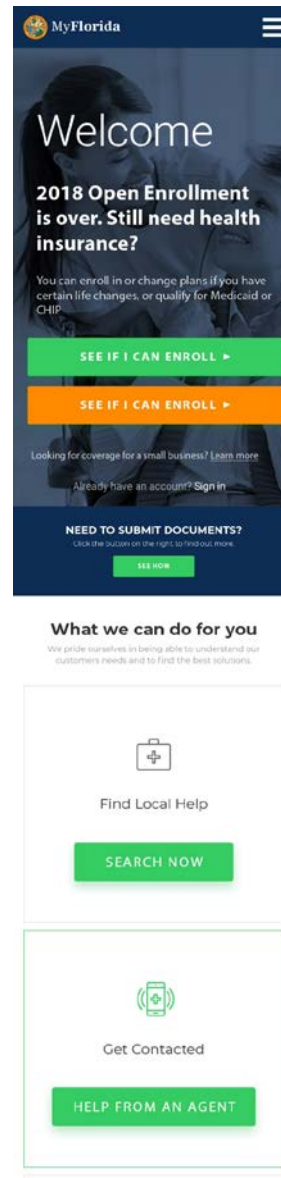 MyFlorida
Welcome
2018 Open Enrollment
is over. Still need health
insurance?
You can enroll in or change plans if you have
certain life changes, or qualify for Medicaid or
CHIP
SEE IF I CAN ENROLL ►
SEE IF I CAN ENROLL ►
Looking for coverage for a small business? Learn more
Already have an account? Sign in
NEED TO SUBMIT DOCUMENTS?
Click the button on the right to find out more.
SEE HOW
What we can do for you
We pride ourselves in being able to understand our
customers needs and to find the best solutions.
Find Local Help
SEARCH NOW
Get Contacted
HELP FROM AN AGENT